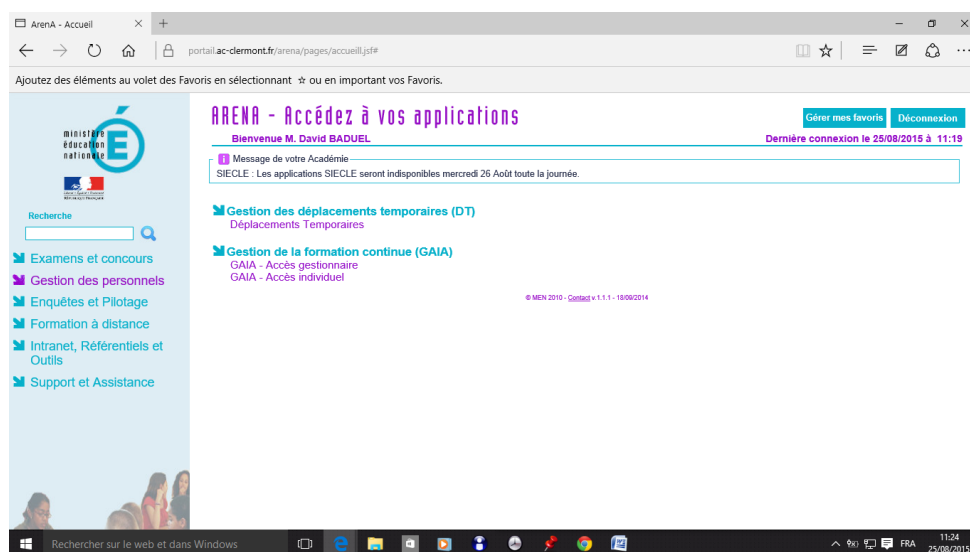 ArenA - Accueil
portail.ac-clermont.fr/arena/pages/accueill.jsf#
Ajoutez des éléments au volet des Favoris en sélectionnant ☆ ou en important vos Favoris.
ministère
éducation
nationale
Recherche
Examens et concours
Gestion des personnels
Enquêtes et Pilotage
Formation à distance
Intranet, Référentiels et
Outils
Support et Assistance
ARENA - Accédez à vos applications
Gérer mes favoris
Déconnexion
Bienvenue M. David BADUEL
Dernière connexion le 25/08/2015 à 11:19
Message de votre Académie
SIECLE : Les applications SIECLE seront indisponibles mercredi 26 Août toute la journée.
Gestion des déplacements temporaires (DT)
Déplacements Temporaires
Gestion de la formation continue (GAIA)
GAIA - Accès gestionnaire
GAIA - Accès individuel
© MEN 2010 - Contact v.1.1.1 - 18/09/2014
Rechercher sur le web et dans Windows
FRA
11:24
25/08/2015